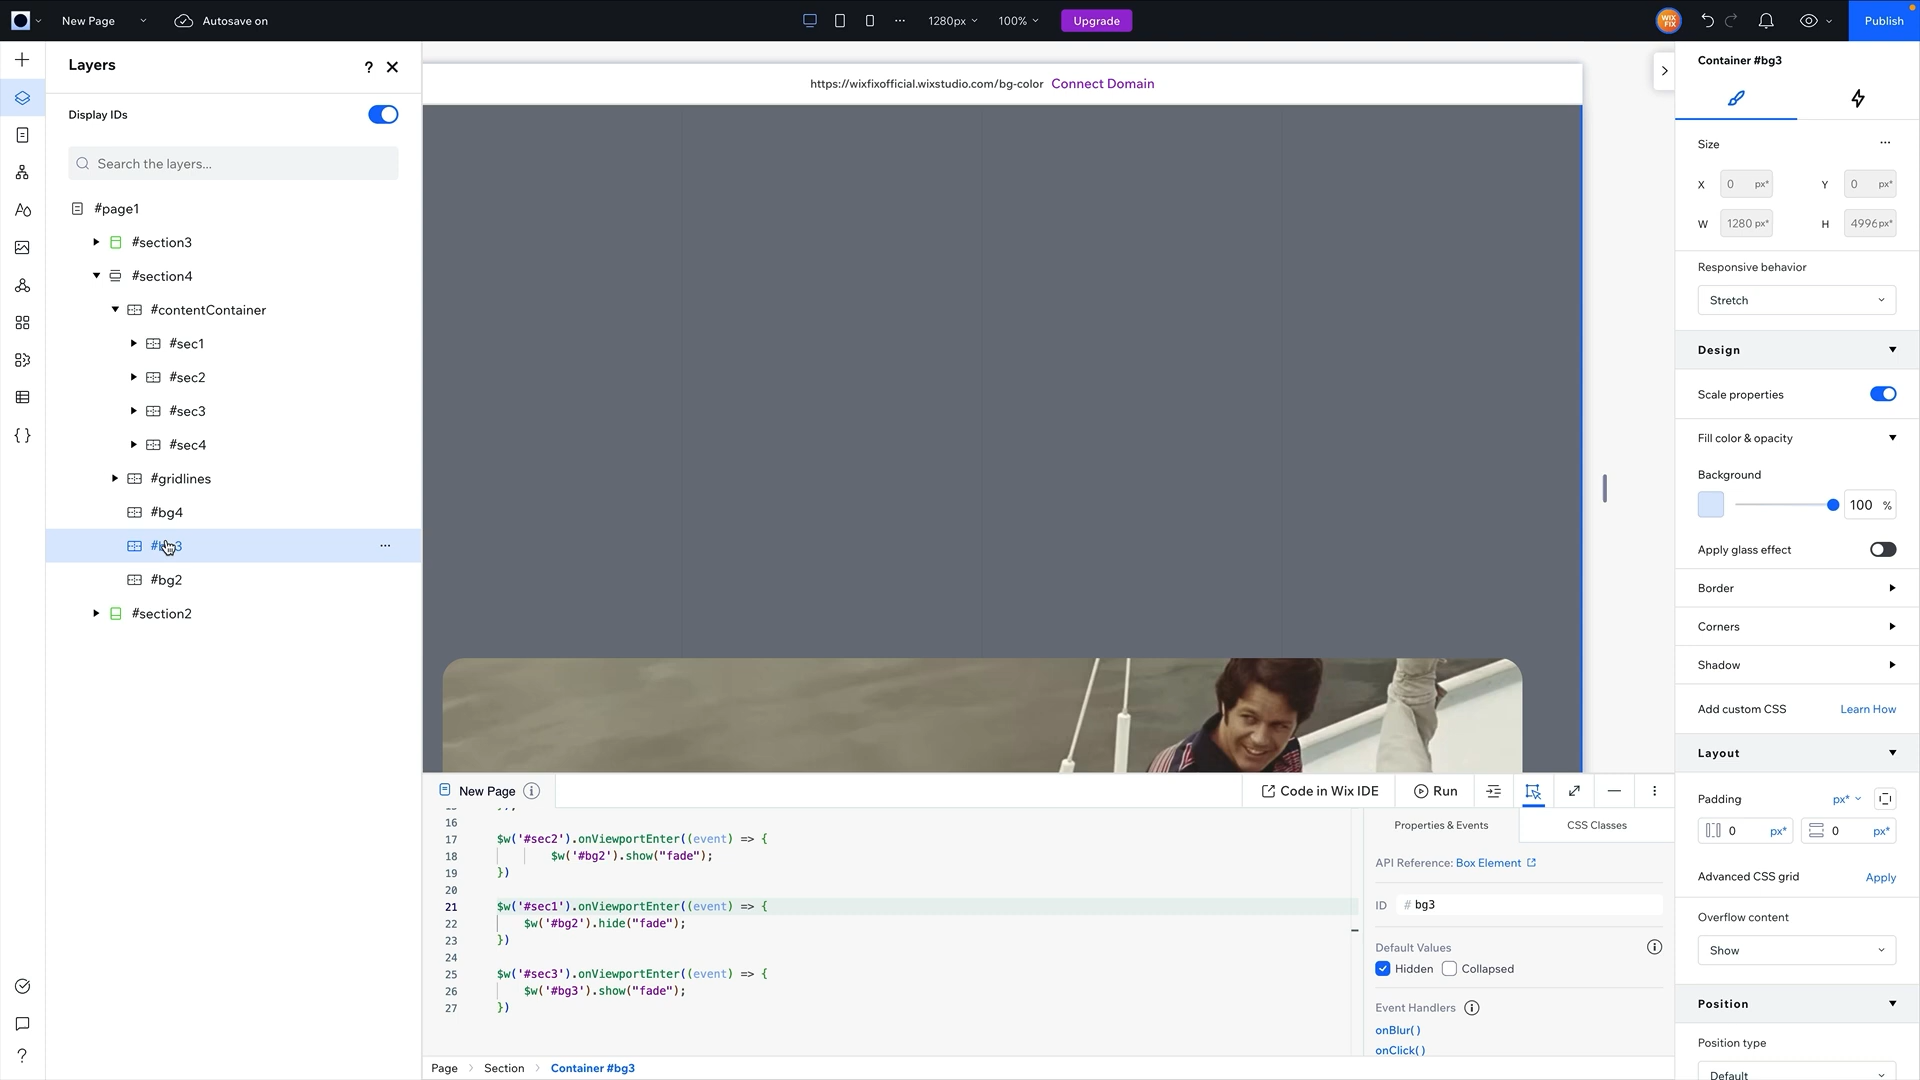 New Page
Autosave on
1280px
100%
Upgrade
WIX
FIX
Publish
Layers
?
Display IDs
Search the layers...
#page1
#section3
#section4
#contentContainer
#sec1
#sec2
#sec3
#sec4
#gridlines
#bg4
#bg2
#section2
?
https://wixfixofficial.wixstudio.com/bg-color Connect Domain
New Page
Code in Wix IDE
Run
16
17 $w('#sec2').onViewportEnter((event) => {
18 $w('#bg2').show("fade");
19 })
20
21 $w('#sec1').onViewportEnter((event) => {
22 $w('#bg2').hide("fade");
23 })
24
25 $w('#sec3').onViewportEnter((event) => {
26 $w('#bg3').show("fade");
27 })
Properties & Events
CSS Classes
API Reference: Box Element
ID # bg3
Default Values
Hidden Collapsed
Event Handlers
onBlur()
onClick()
Page > Section > Container #bg3
Container #bg3
Size
X 0 px* Y 0 px*
W 1280 px* H 4996px*
Responsive behavior
Stretch
Design
Scale properties
Fill color & opacity
Background
100 %
Apply glass effect
Border
Corners
Shadow
Add custom CSS Learn How
Layout
Padding px*
0 px* 0 px*
Advanced CSS grid Apply
Overflow content
Show
Position
Position type
Default